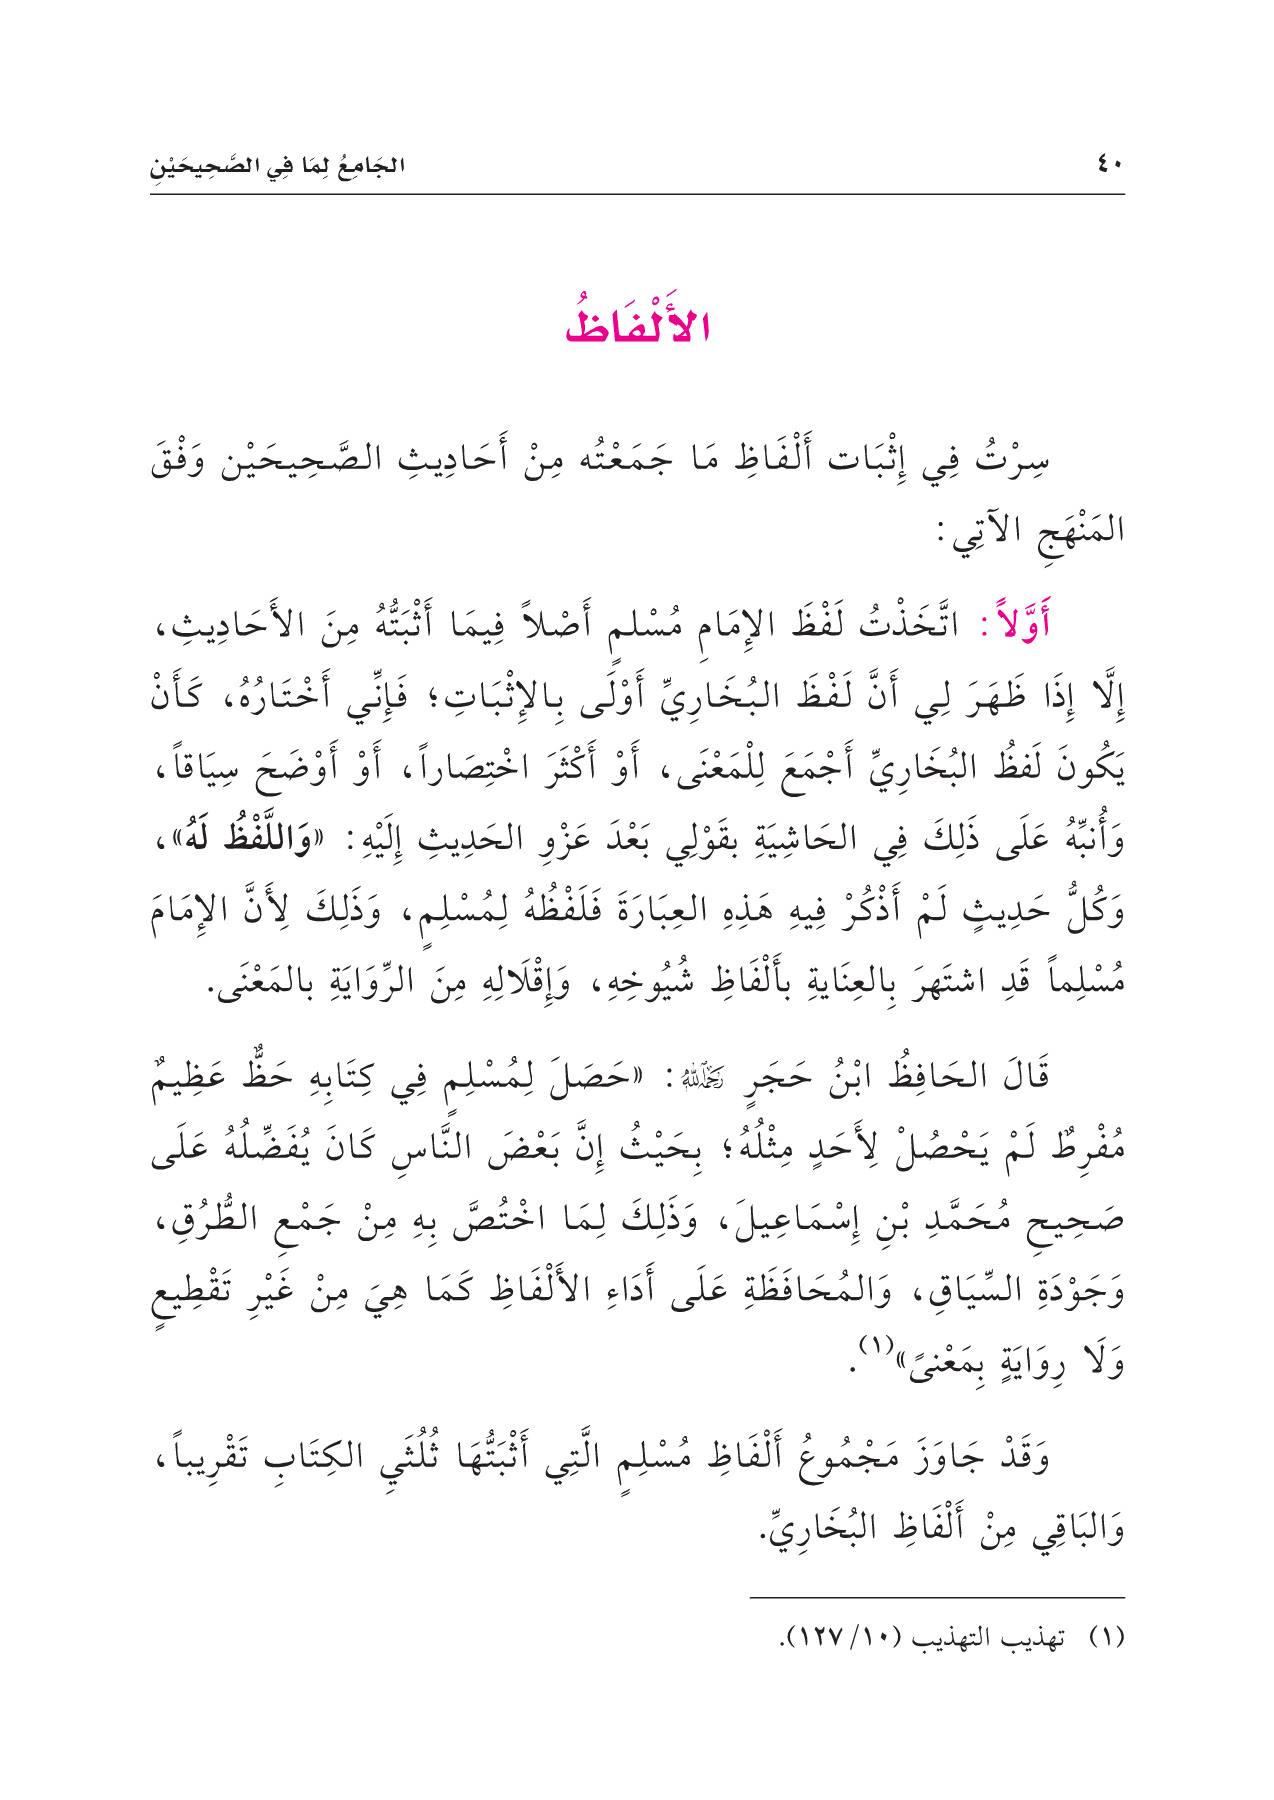 ٤٠ الجَامِعُ لِمَا فِي الصَّحِيحَيْنِ
الأَلْفَاظُ
سِرْتُ فِي إِثْبَات أَلْفَاظِ مَا جَمَعْتُه مِنْ أَحَادِيثِ الصَّحِيحَيْن وَفْقَ
المَنْهَجِ الآتِي:
أَوَّلاً: اتَّخَذْتُ لَفْظَ الإِمَامِ مُسْلمٍ أَصْلاً فِيمَا أَثْبَتُّهُ مِنَ الأَحَادِيثِ،
إِلَّا إِذَا ظَهَرَ لِي أَنَّ لَفْظَ البُخَارِيِّ أَوْلَى بِالإِثْبَاتِ؛ فَإِنِّي أَخْتَارُهُ، كَأَنْ
يَكُونَ لَفظُ البُخَارِيِّ أَجْمَعَ لِلْمَعْنَى، أَوْ أَكْثَرَ اخْتِصَاراً، أَوْ أَوْضَحَ سِيَاقاً،
وَأُنبِّهُ عَلَى ذَلِكَ فِي الحَاشِيَةِ بقَوْلِي بَعْدَ عَزْوِ الحَدِيثِ إِلَيْهِ: «وَاللَّفْظُ لَهُ»،
وَكُلُّ حَدِيثٍ لَمْ أَذْكُرْ فِيهِ هَذِهِ العِبَارَةَ فَلَفْظُهُ لِمُسْلِمٍ، وَذَلِكَ لِأَنَّ الإِمَامَ
مُسْلِماً قَدِ اشتَهرَ بِالعِنَايةِ بأَلْفَاظِ شُيُوخِهِ، وَإِقْلَالِهِ مِنَ الرِّوَايَةِ بالمَعْنَى.
قَالَ الحَافِظُ ابْنُ حَجَرٍ رَحِمَهُ اللَّهُ: «حَصَلَ لِمُسْلِمٍ فِي كِتَابِهِ حَظٌّ عَظِيمٌ
مُفْرِطٌ لَمْ يَحْصُلْ لِأَحَدٍ مِثْلُهُ؛ بِحَيْثُ إِنَّ بَعْضَ النَّاسِ كَانَ يُفَضِّلُهُ عَلَى
صَحِيحِ مُحَمَّدِ بْنِ إِسْمَاعِيلَ، وَذَلِكَ لِمَا اخْتُصَّ بِهِ مِنْ جَمْعِ الطُّرُقِ،
وَجَوْدَةِ السِّيَاقِ، وَالمُحَافَظَةِ عَلَى أَدَاءِ الأَلْفَاظِ كَمَا هِيَ مِنْ غَيْرِ تَقْطِيعٍ
وَلَا رِوَايَةٍ بِمَعْنىً»(١).
وَقَدْ جَاوَزَ مَجْمُوعُ أَلْفَاظِ مُسْلِمٍ الَّتِي أَثْبَتُّهَا ثُلُثَيِ الكِتَابِ تَقْرِيباً،
وَالبَاقِي مِنْ أَلْفَاظِ البُخَارِيِّ.
(١) تهذيب التهذيب (١٠/ ١٢٧).